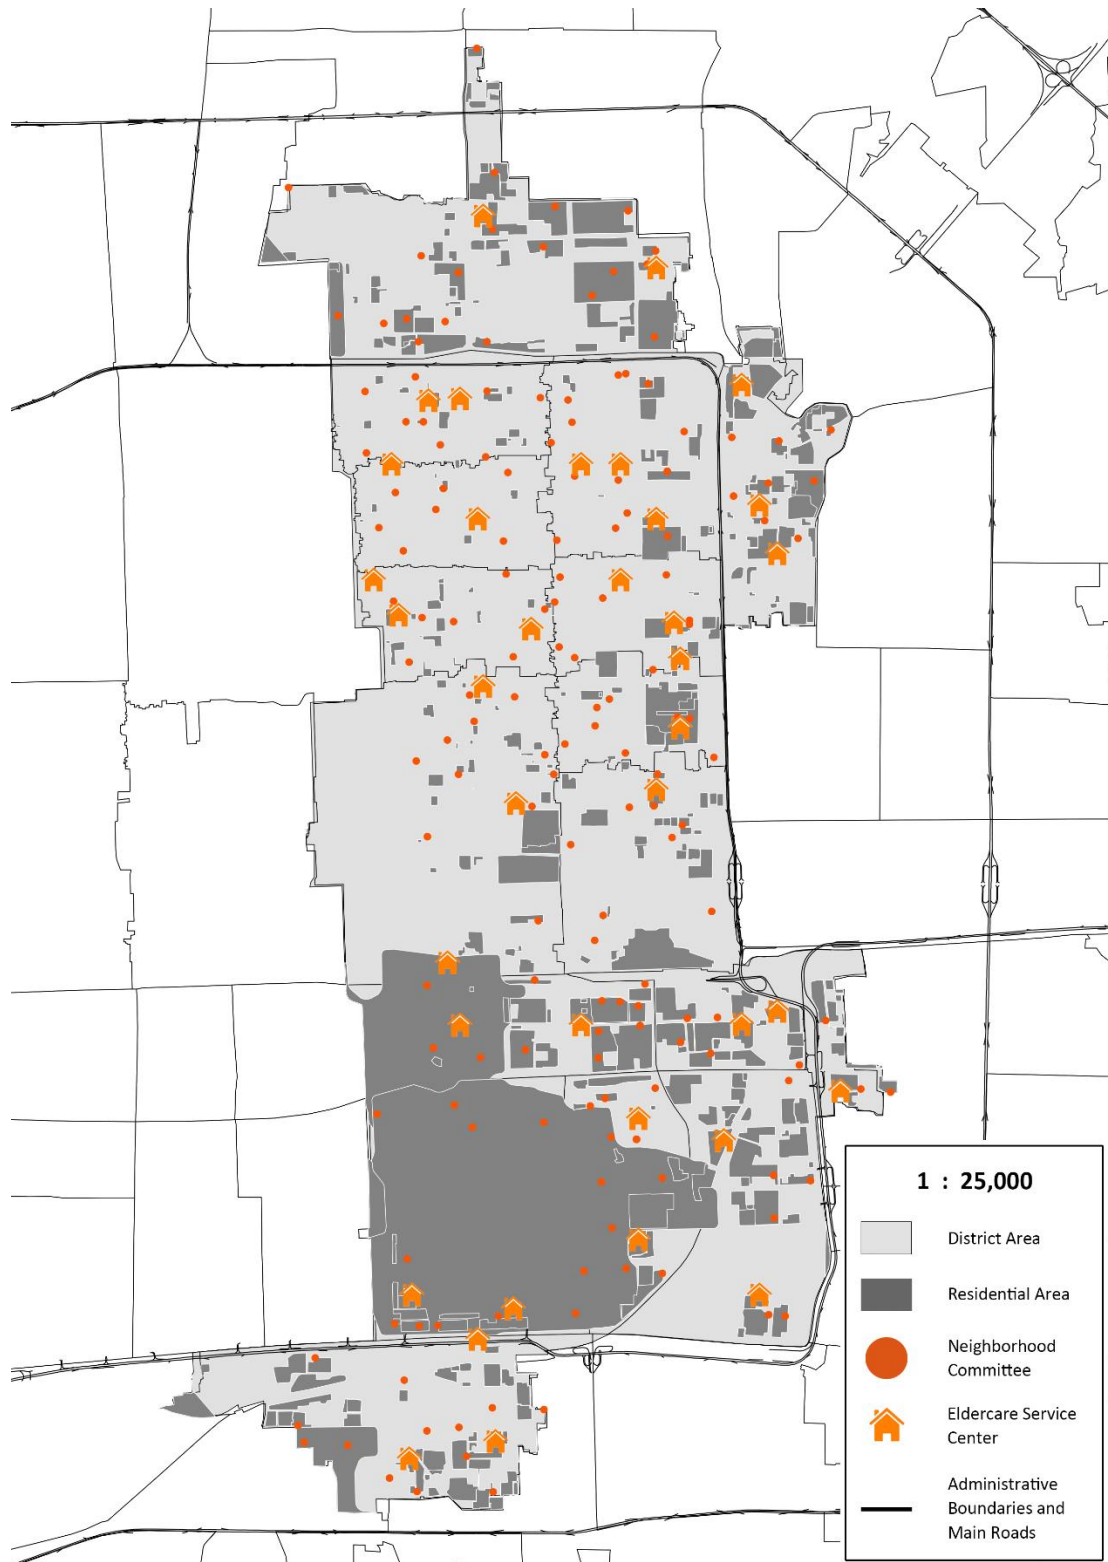 1 : 25,000
District Area
Residential Area
Neighborhood
Committee
Eldercare Service
Center
Administrative
Boundaries and
Main Roads